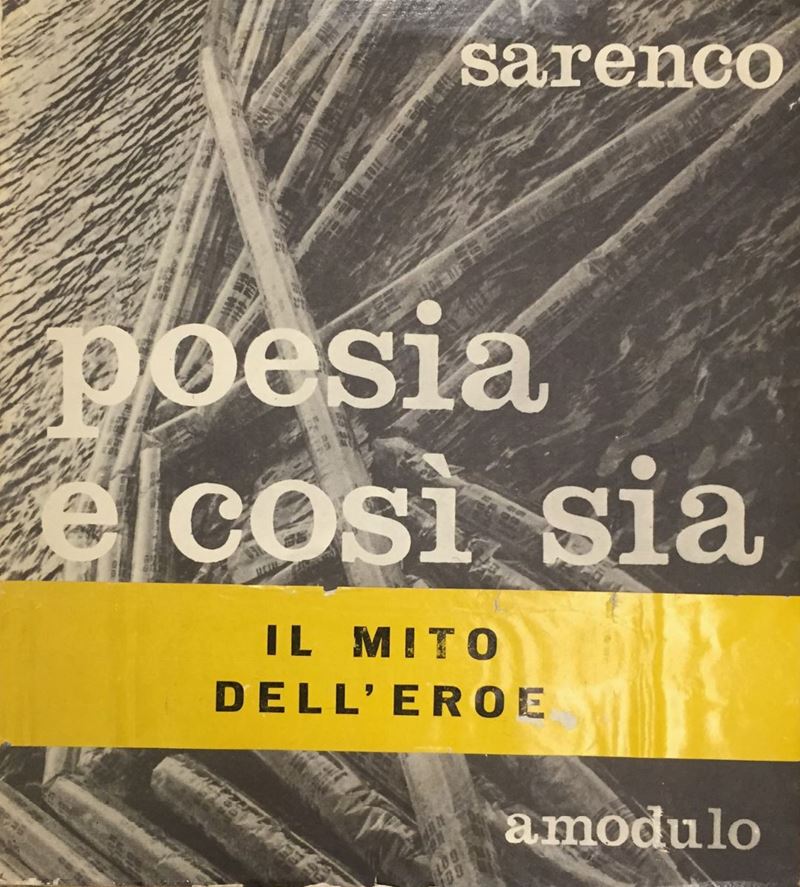 sarenco
poesia
e così sia
IL MITO
DELL'EROE
amodulo